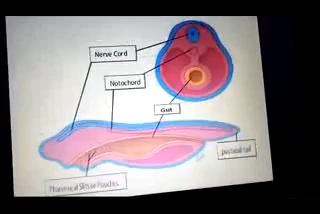 Nerve Cord
Notochord
Gut
postanal tail
Pharyngeal Slits or Pouches